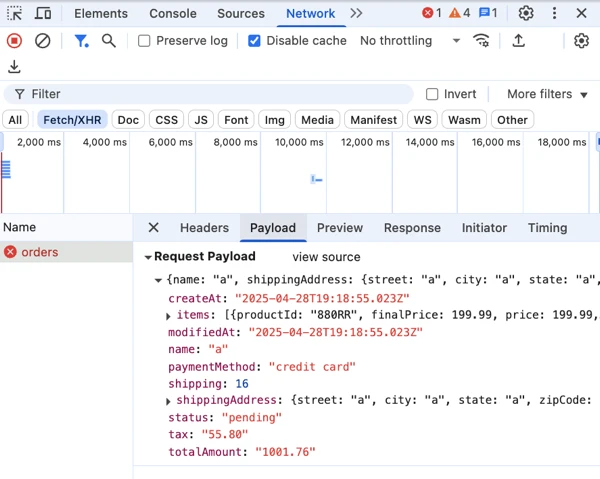 Elements Console Sources Network 1 4 1
Preserve log Disable cache No throttling
Filter Invert More filters
All Fetch/XHR Doc CSS JS Font Img Media Manifest WS Wasm Other
2,000 ms 4,000 ms 6,000 ms 8,000 ms 10,000 ms 12,000 ms 14,000 ms 16,000 ms 18,000 ms
Name Headers Payload Preview Response Initiator Timing
orders
Request Payload view source
{name: "a", shippingAddress: {street: "a", city: "a", state: "a",
createAt: "2025-04-28T19:18:55.023Z"
items: [{productId: "880RR", finalPrice: 199.99, price: 199.99,
modifiedAt: "2025-04-28T19:18:55.023Z"
name: "a"
paymentMethod: "credit card"
shipping: 16
shippingAddress: {street: "a", city: "a", state: "a", zipCode:
status: "pending"
tax: "55.80"
totalAmount: "1001.76"